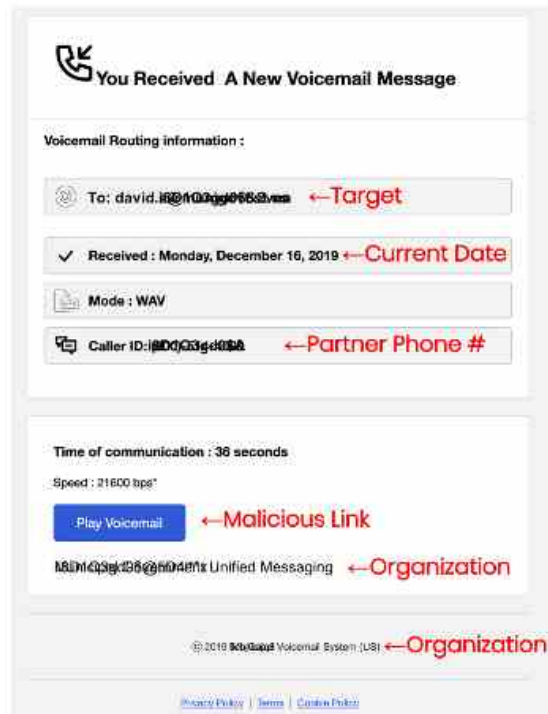 You Received A New Voicemail Message
Voicemail Routing information :
To: david. ←Target
Received : Monday, December 16, 2019 ←Current Date
Mode : WAV
Caller ID: ←Partner Phone #
Time of communication : 36 seconds
Speed : 21600 bps*
Play Voicemail ←Malicious Link
Unified Messaging ←Organization
© 2019 Voicemail System (US) ←Organization
Privacy Policy | Terms | Cookie Policy